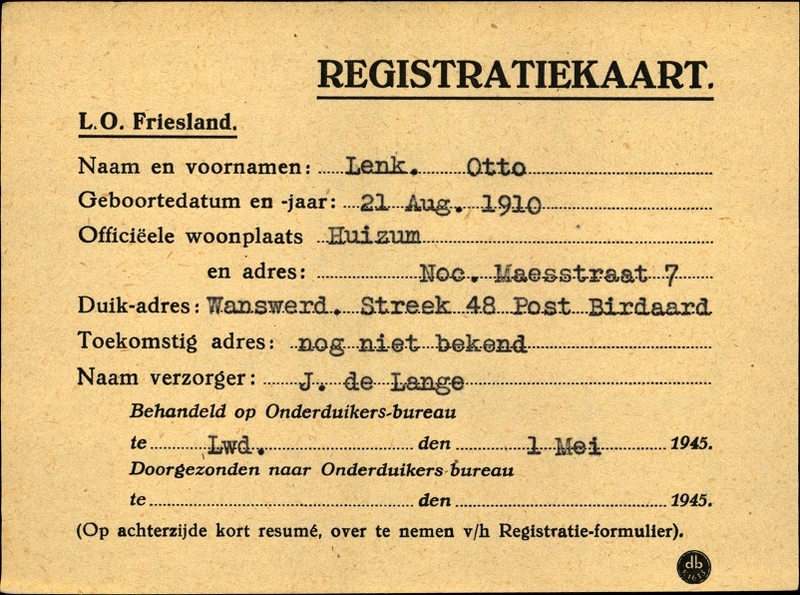 REGISTRATIEKAART.
L.O. Friesland.
Naam en voornamen: Lenk. Otto
Geboortedatum en -jaar: 21 Aug. 1910
Officiëele woonplaats Huizum
en adres: Noc. Maesstraat 7
Duik-adres: Wanswerd. Streek 48 Post Birdaard
Toekomstig adres: nog niet bekend
Naam verzorger: J. de Lange
Behandeld op Onderduikers-bureau
te Lwd. den 1 Mei 1945.
Doorgezonden naar Onderduikers bureau
te den 1945.
(Op achterzijde kort resumé, over te nemen v/h Registratie-formulier).
db